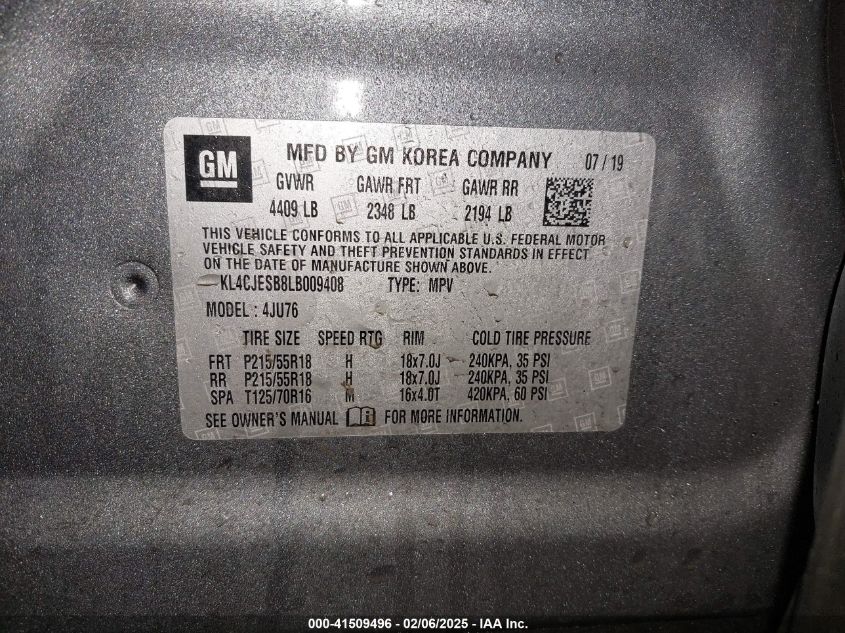 GM MFD BY GM KOREA COMPANY 07/19
GVWR GAWR FRT GAWR RR
4409 LB 2348 LB 2194 LB
THIS VEHICLE CONFORMS TO ALL APPLICABLE U.S. FEDERAL MOTOR
VEHICLE SAFETY AND THEFT PREVENTION STANDARDS IN EFFECT
ON THE DATE OF MANUFACTURE SHOWN ABOVE.
KL4CJESB8LB009408 TYPE: MPV
MODEL : 4JU76
TIRE SIZE SPEED RTG RIM COLD TIRE PRESSURE
FRT P215/55R18 H 18x7.0J 240KPA, 35 PSI
RR P215/55R18 H 18x7.0J 240KPA, 35 PSI
SPA T125/70R16 M 16x4.0T 420KPA, 60 PSI
SEE OWNER'S MANUAL FOR MORE INFORMATION.
000-41509496 - 02/06/2025 - IAA Inc.